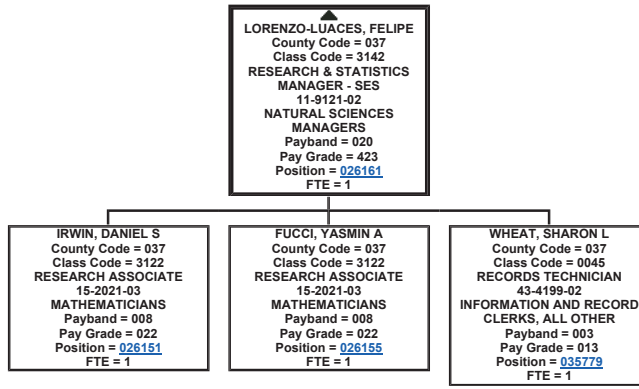 LORENZO-LUACES, FELIPE
County Code = 037
Class Code = 3142
RESEARCH & STATISTICS
MANAGER - SES
11-9121-02
NATURAL SCIENCES
MANAGERS
Payband = 020
Pay Grade = 423
Position = 026161
FTE = 1
IRWIN, DANIEL S
County Code = 037
Class Code = 3122
RESEARCH ASSOCIATE
15-2021-03
MATHEMATICIANS
Payband = 008
Pay Grade = 022
Position = 026151
FTE = 1
FUCCI, YASMIN A
County Code = 037
Class Code = 3122
RESEARCH ASSOCIATE
15-2021-03
MATHEMATICIANS
Payband = 008
Pay Grade = 022
Position = 026155
FTE = 1
WHEAT, SHARON L
County Code = 037
Class Code = 0045
RECORDS TECHNICIAN
43-4199-02
INFORMATION AND RECORD
CLERKS, ALL OTHER
Payband = 003
Pay Grade = 013
Position = 035779
FTE = 1